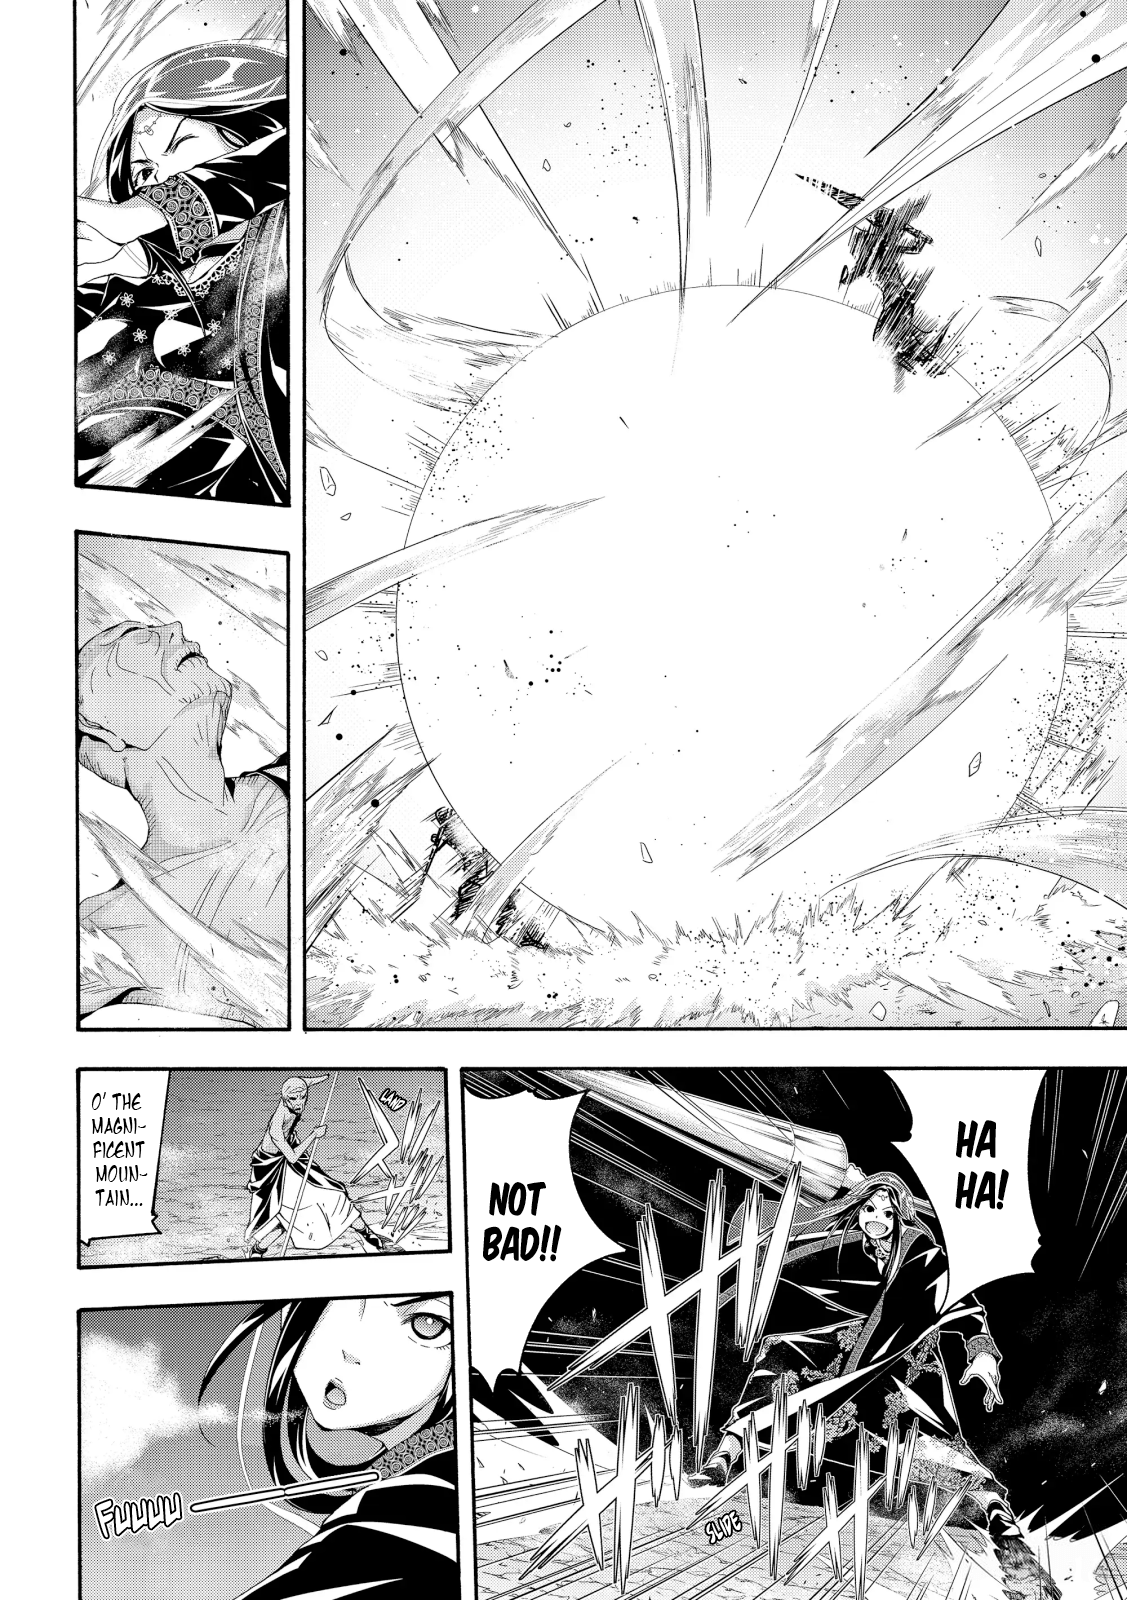 HA
HA!
NOT
BAD!!
SLIDE
LAND
O' THE
MAGNI-
FICENT
MOUN-
TAIN...
FUUUU